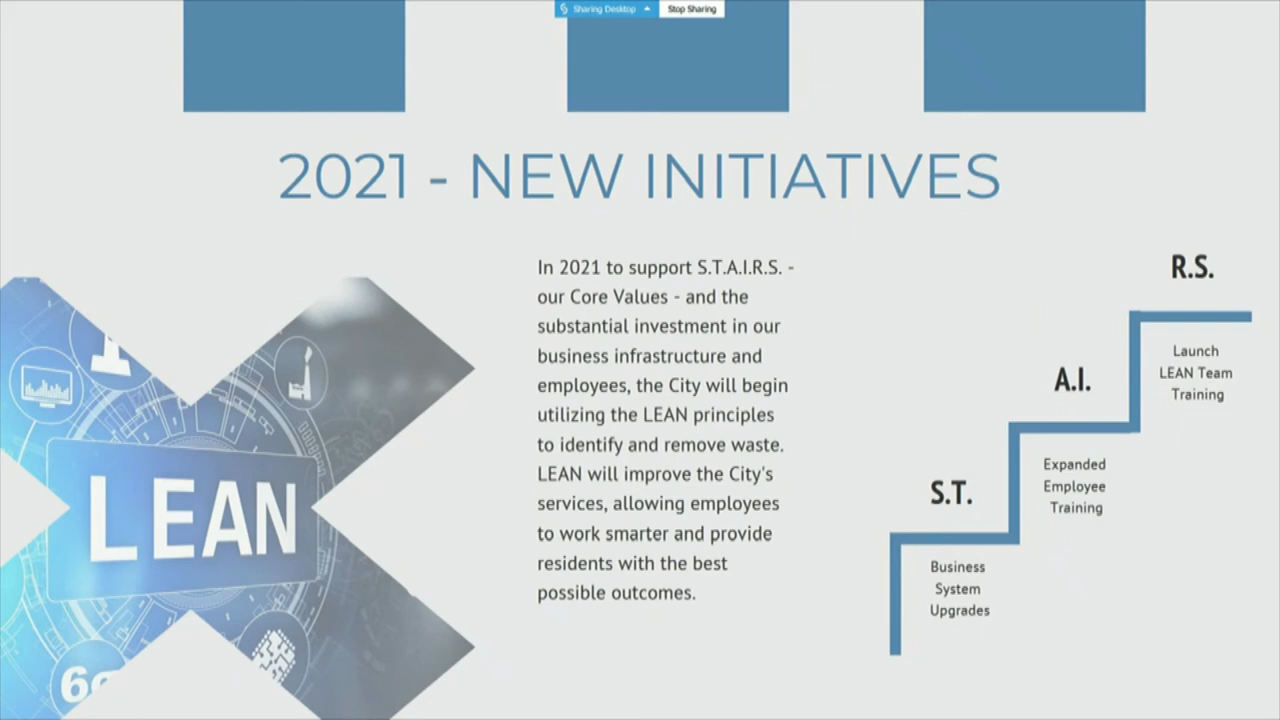 Sharing Desktop
Stop Sharing
2021 - NEW INITIATIVES
In 2021 to support S.T.A.I.R.S. -
our Core Values - and the
substantial investment in our
business infrastructure and
employees, the City will begin
utilizing the LEAN principles
to identify and remove waste.
LEAN will improve the City's
services, allowing employees
to work smarter and provide
residents with the best
possible outcomes.
LEAN
R.S.
Launch
LEAN Team
Training
A.I.
Expanded
Employee
Training
S.T.
Business
System
Upgrades